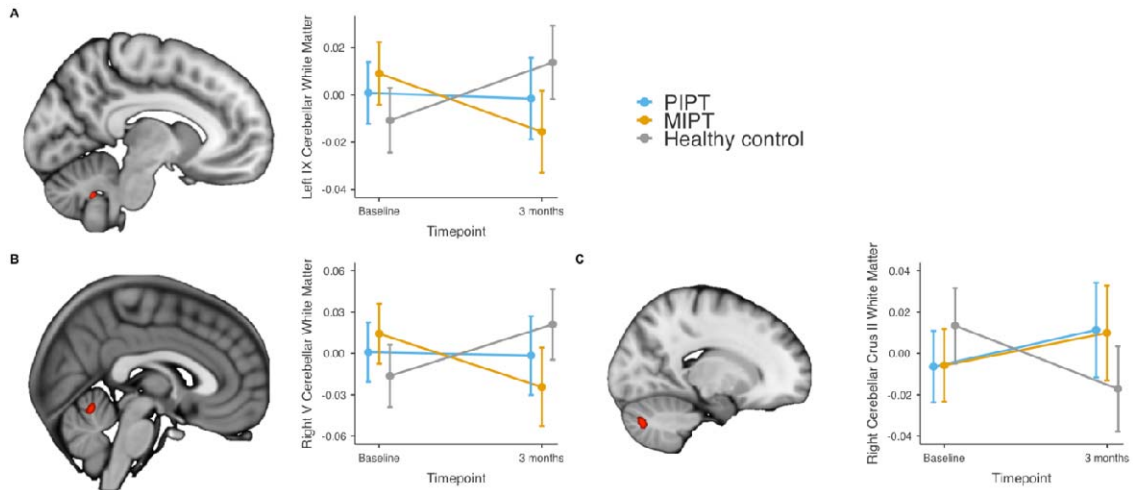 A
Left IX Cerebellar White Matter
0.02
0.00
-0.02
-0.04
Baseline
3 months
Timepoint
PIPT
MIPT
Healthy control
B
Right V Cerebellar White Matter
0.06
0.03
0.00
-0.03
-0.06
Baseline
3 months
Timepoint
C
Right Cerebellar Crus II White Matter
0.04
0.02
0.00
-0.02
-0.04
Baseline
3 months
Timepoint